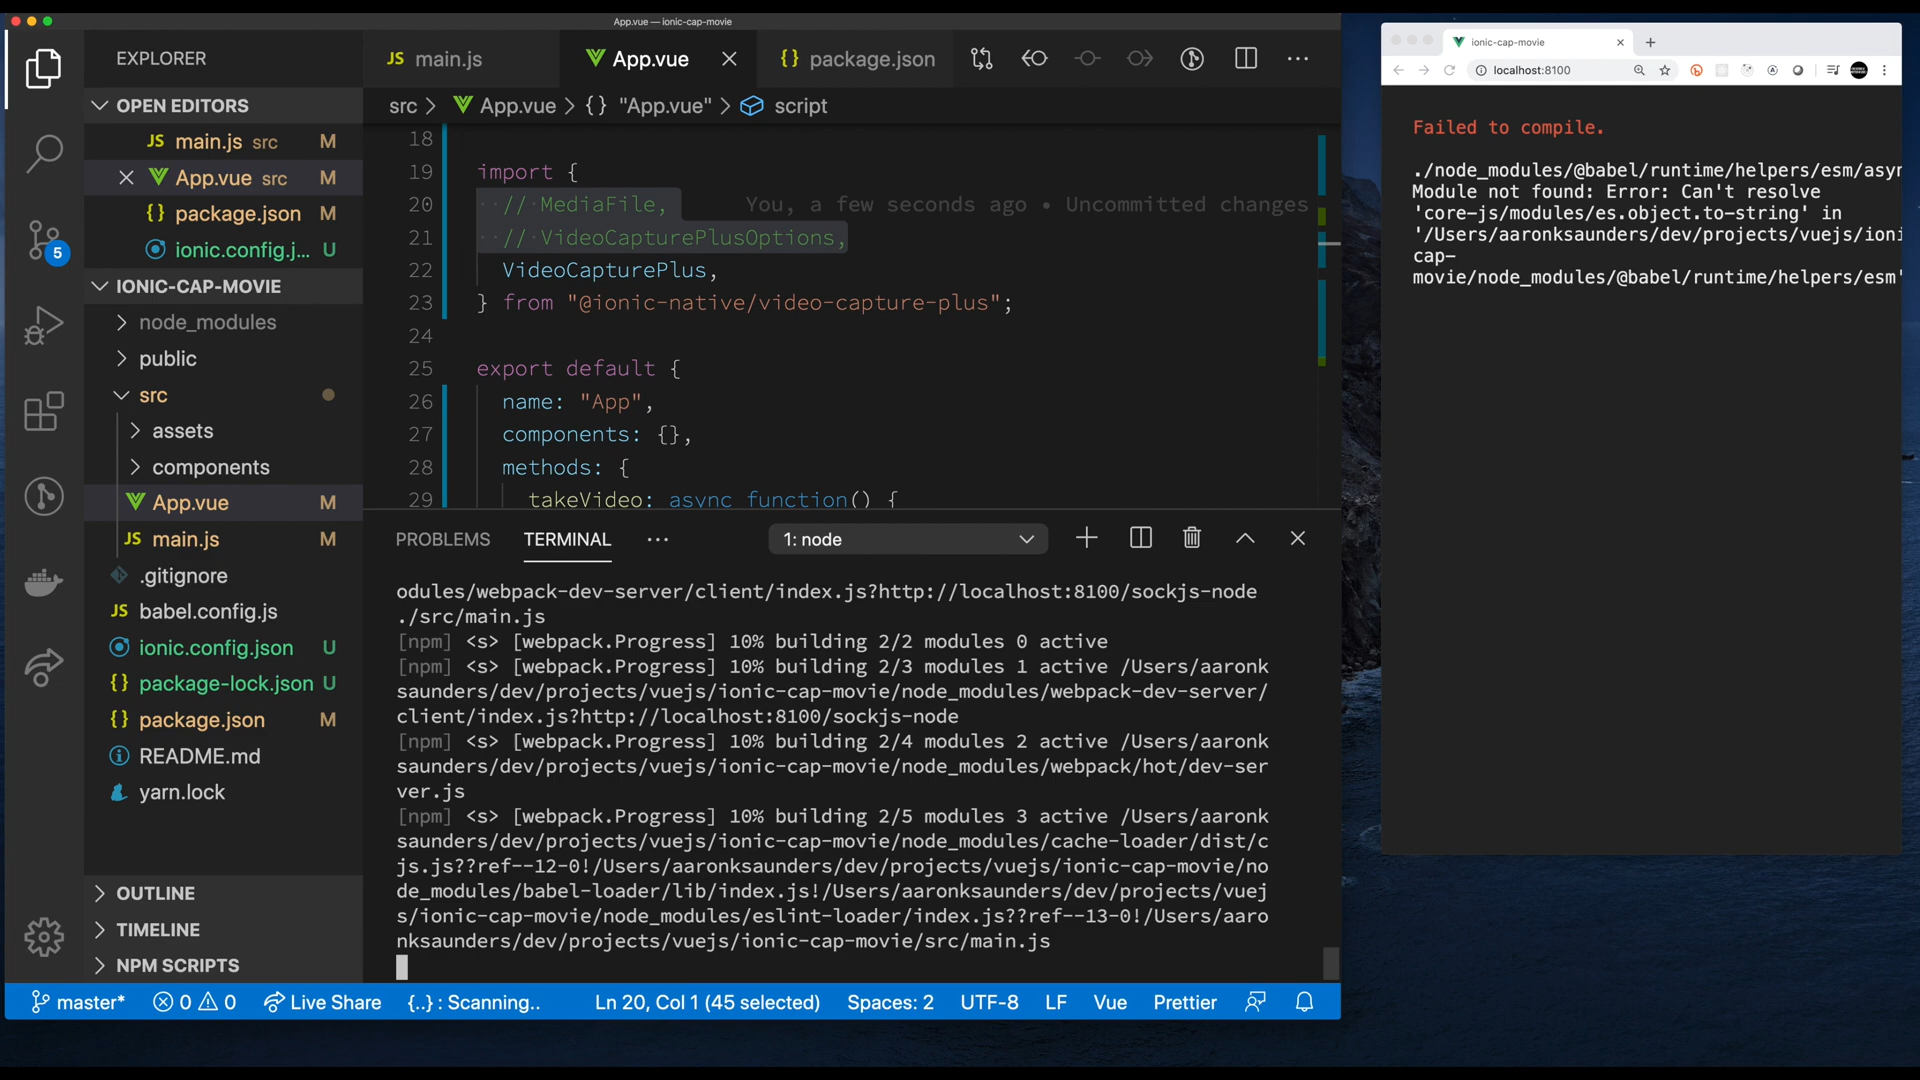 App.vue — ionic-cap-movie
EXPLORER
OPEN EDITORS
JS main.js src M
App.vue src M
{} package.json M
ionic.config.j... U
IONIC-CAP-MOVIE
node_modules
public
src
assets
components
App.vue M
JS main.js M
.gitignore
JS babel.config.js
ionic.config.json U
{} package-lock.json U
{} package.json M
README.md
yarn.lock
OUTLINE
TIMELINE
NPM SCRIPTS
5
JS main.js
App.vue
{} package.json
src > App.vue > {} "App.vue" > script
18
19 import {
20 // MediaFile, You, a few seconds ago • Uncommitted changes
21 // VideoCapturePlusOptions,
22 VideoCapturePlus,
23 } from "@ionic-native/video-capture-plus";
24
25 export default {
26 name: "App",
27 components: {},
28 methods: {
29 takeVideo: async function() {
PROBLEMS TERMINAL ... 1: node
odules/webpack-dev-server/client/index.js?http://localhost:8100/sockjs-node
./src/main.js
[npm] <s> [webpack.Progress] 10% building 2/2 modules 0 active
[npm] <s> [webpack.Progress] 10% building 2/3 modules 1 active /Users/aaronk
saunders/dev/projects/vuejs/ionic-cap-movie/node_modules/webpack-dev-server/
client/index.js?http://localhost:8100/sockjs-node
[npm] <s> [webpack.Progress] 10% building 2/4 modules 2 active /Users/aaronk
saunders/dev/projects/vuejs/ionic-cap-movie/node_modules/webpack/hot/dev-ser
ver.js
[npm] <s> [webpack.Progress] 10% building 2/5 modules 3 active /Users/aaronk
saunders/dev/projects/vuejs/ionic-cap-movie/node_modules/cache-loader/dist/c
js.js??ref--12-0!/Users/aaronksaunders/dev/projects/vuejs/ionic-cap-movie/no
de_modules/babel-loader/lib/index.js!/Users/aaronksaunders/dev/projects/vuej
s/ionic-cap-movie/node_modules/eslint-loader/index.js??ref--13-0!/Users/aaro
nksaunders/dev/projects/vuejs/ionic-cap-movie/src/main.js
master* 0 0 Live Share {..} : Scanning.. Ln 20, Col 1 (45 selected) Spaces: 2 UTF-8 LF Vue Prettier
ionic-cap-movie
localhost:8100
Failed to compile.
./node_modules/@babel/runtime/helpers/esm/asyn
Module not found: Error: Can't resolve
'core-js/modules/es.object.to-string' in
'/Users/aaronksaunders/dev/projects/vuejs/ioni
cap-
movie/node_modules/@babel/runtime/helpers/esm'